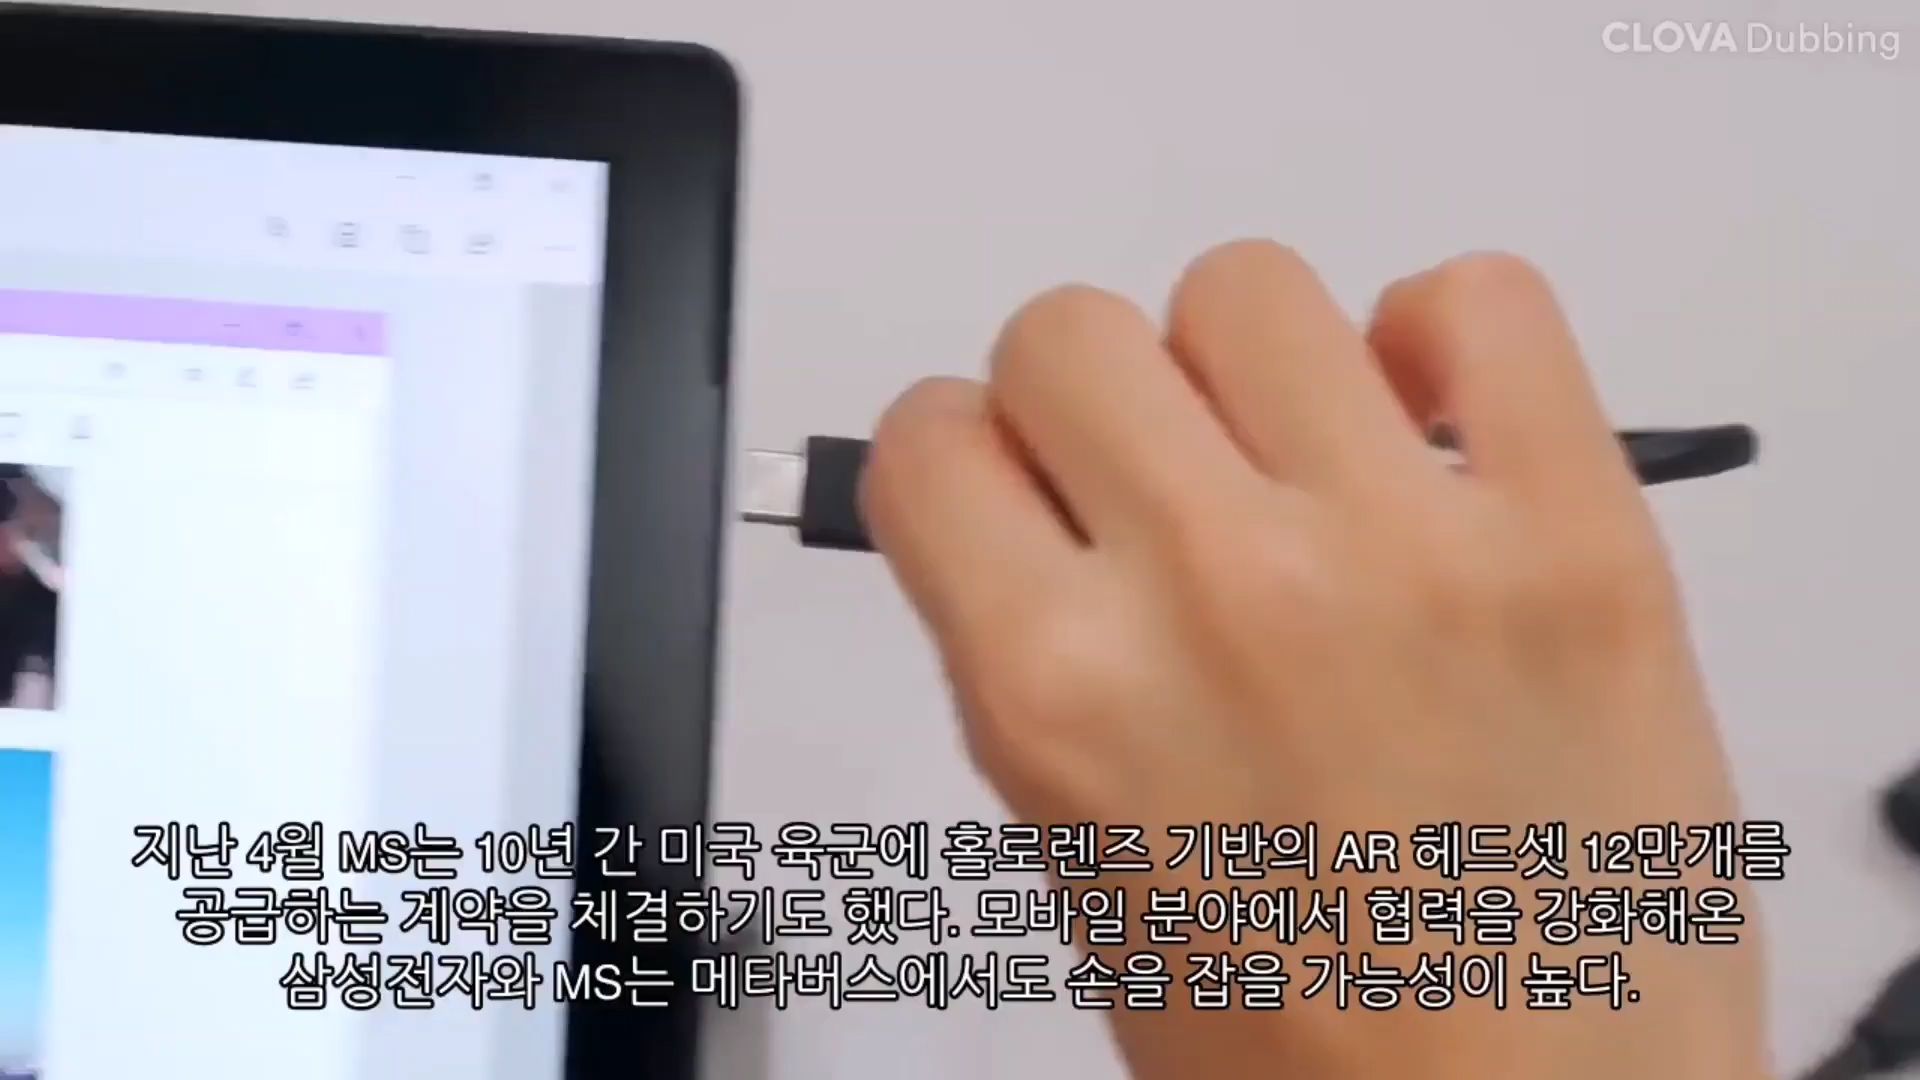 CLOVA Dubbing
지난 4월 MS는 10년 간 미국 육군에 홀로렌즈 기반의 AR 헤드셋 12만개를
공급하는 계약을 체결하기도 했다. 모바일 분야에서 협력을 강화해온
삼성전자와 MS는 메타버스에서도 손을 잡을 가능성이 높다.